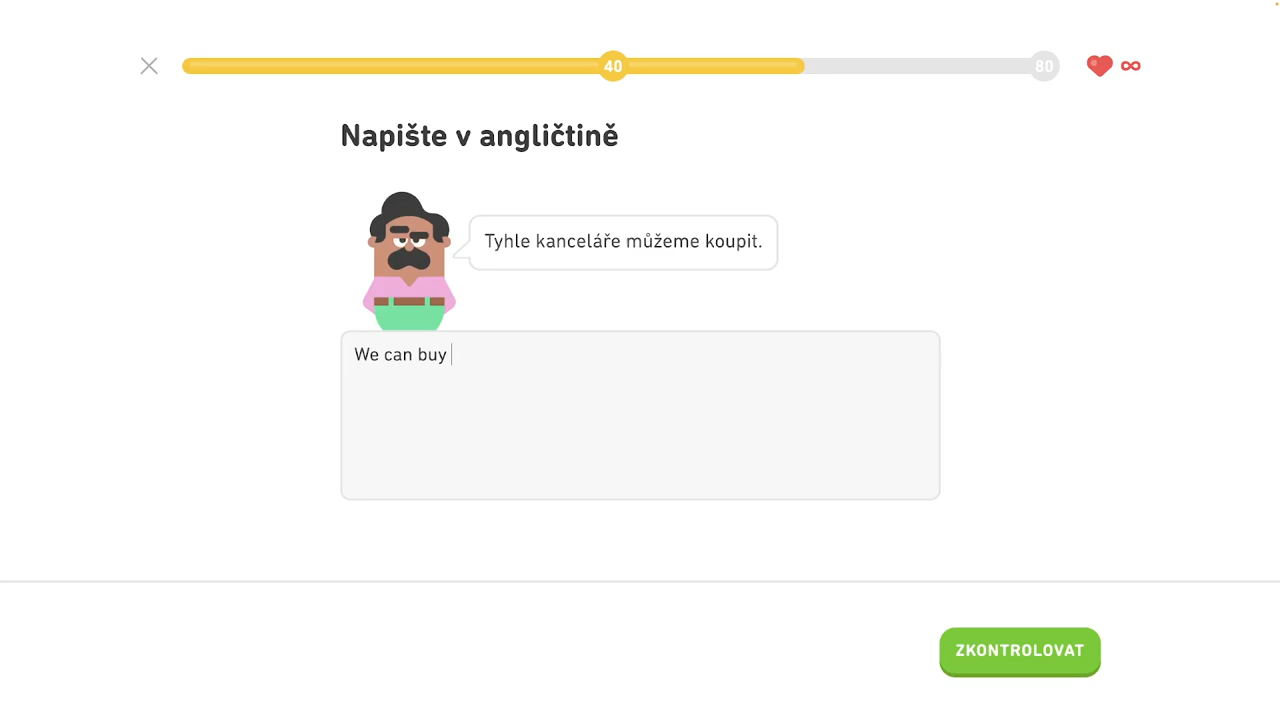 40
80
∞
Napište v angličtině
Tyhle kanceláře můžeme koupit.
We can buy
ZKONTROLOVAT